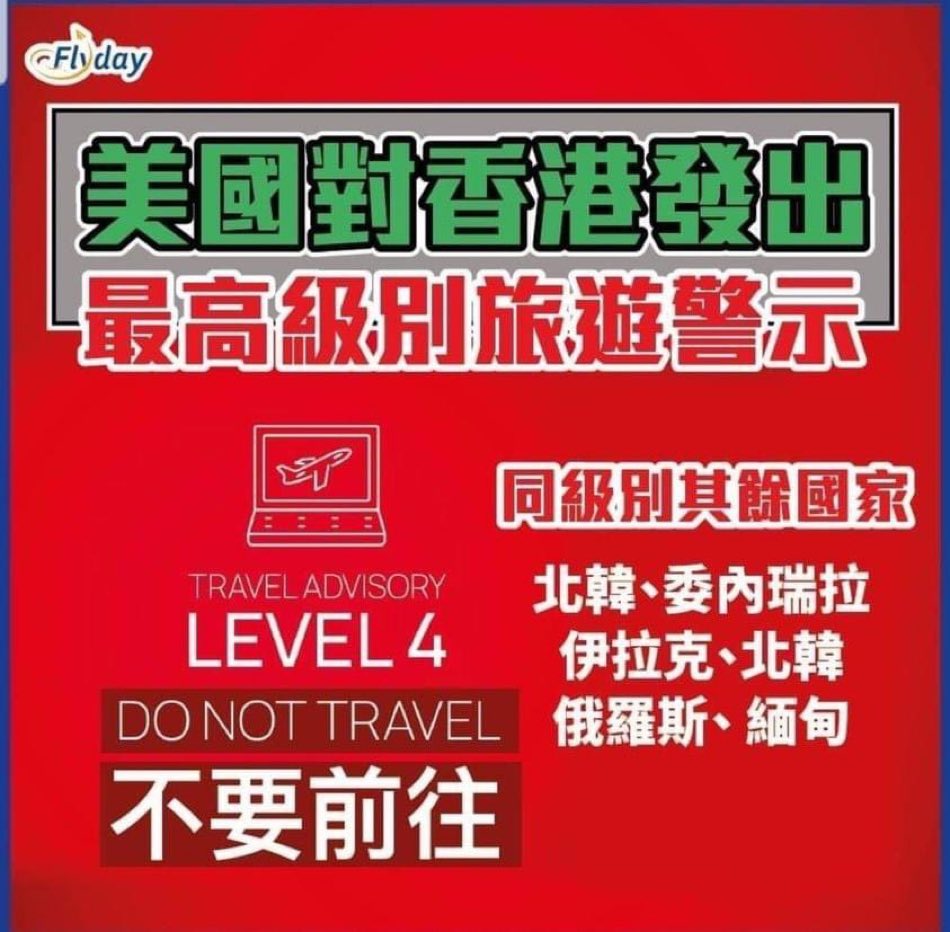 Flyday
美國對香港發出
最高級別旅遊警示
TRAVEL ADVISORY
LEVEL 4
DO NOT TRAVEL
不要前往
同級別其餘國家
北韓、委內瑞拉
伊拉克、北韓
俄羅斯、緬甸